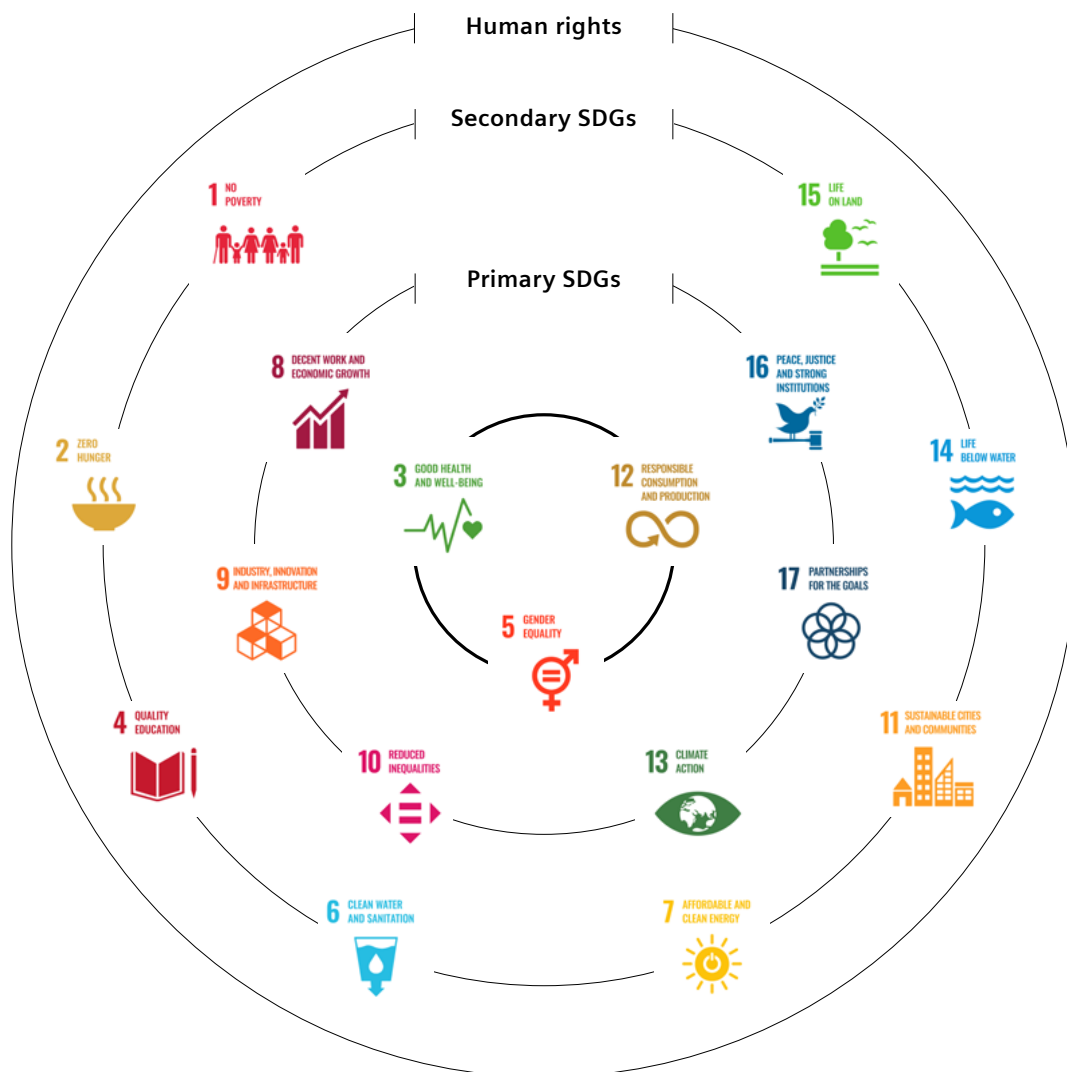 Human rights
Secondary SDGs
1 NO
POVERTY
15 LIFE
ON LAND
Primary SDGs
8 DECENT WORK AND
ECONOMIC GROWTH
16 PEACE, JUSTICE
AND STRONG
INSTITUTIONS
2 ZERO
HUNGER
14 LIFE
BELOW WATER
3 GOOD HEALTH
AND WELL-BEING
12 RESPONSIBLE
CONSUMPTION
AND PRODUCTION
9 INDUSTRY, INNOVATION
AND INFRASTRUCTURE
17 PARTNERSHIPS
FOR THE GOALS
5 GENDER
EQUALITY
4 QUALITY
EDUCATION
11 SUSTAINABLE CITIES
AND COMMUNITIES
10 REDUCED
INEQUALITIES
13 CLIMATE
ACTION
6 CLEAN WATER
AND SANITATION
7 AFFORDABLE AND
CLEAN ENERGY